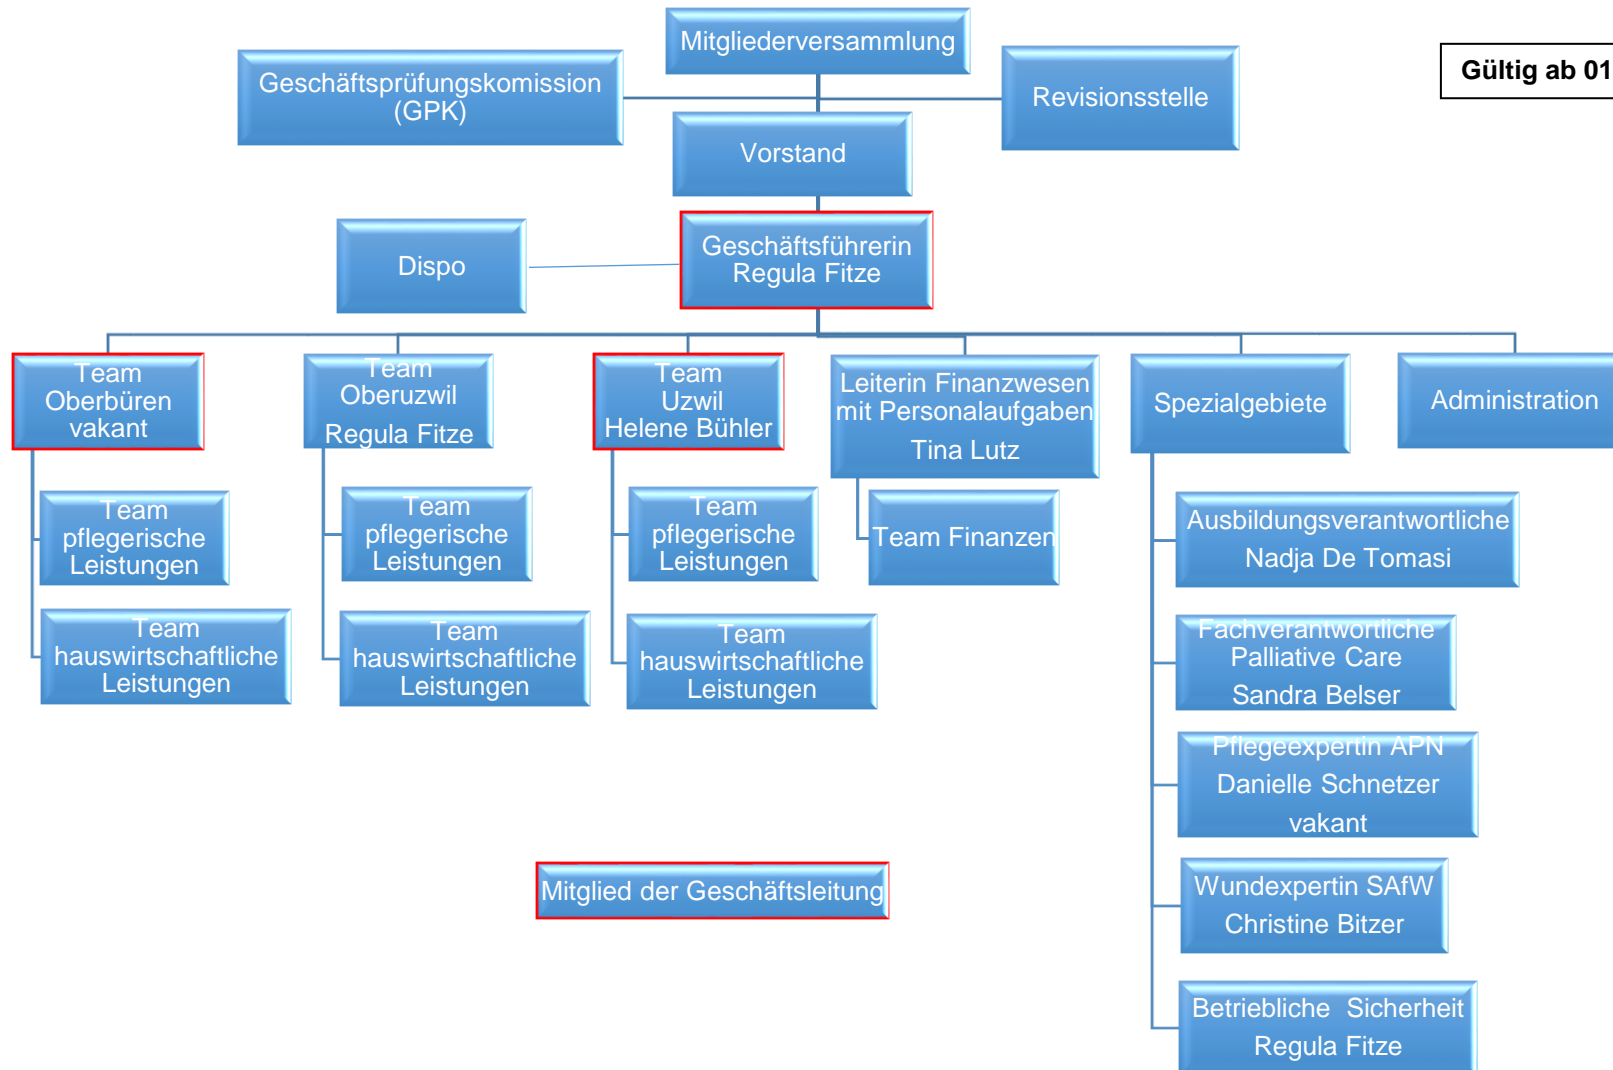 Mitgliederversammlung
Geschäftsprüfungskomission
(GPK)
Revisionsstelle
Gültig ab 01
Vorstand
Dispo
Geschäftsführerin
Regula Fitze
Team
Oberbüren
vakant
Team
Oberuzwil
Regula Fitze
Team
Uzwil
Helene Bühler
Leiterin Finanzwesen
mit Personalaufgaben
Tina Lutz
Spezialgebiete
Administration
Team
pflegerische
Leistungen
Team
hauswirtschaftliche
Leistungen
Team
pflegerische
Leistungen
Team
hauswirtschaftliche
Leistungen
Team
pflegerische
Leistungen
Team
hauswirtschaftliche
Leistungen
Team Finanzen
Ausbildungsverantwortliche
Nadja De Tomasi
Fachverantwortliche
Palliative Care
Sandra Belser
Pflegeexpertin APN
Danielle Schnetzer
vakant
Wundexpertin SAfW
Christine Bitzer
Betriebliche  Sicherheit
Regula Fitze
Mitglied der Geschäftsleitung